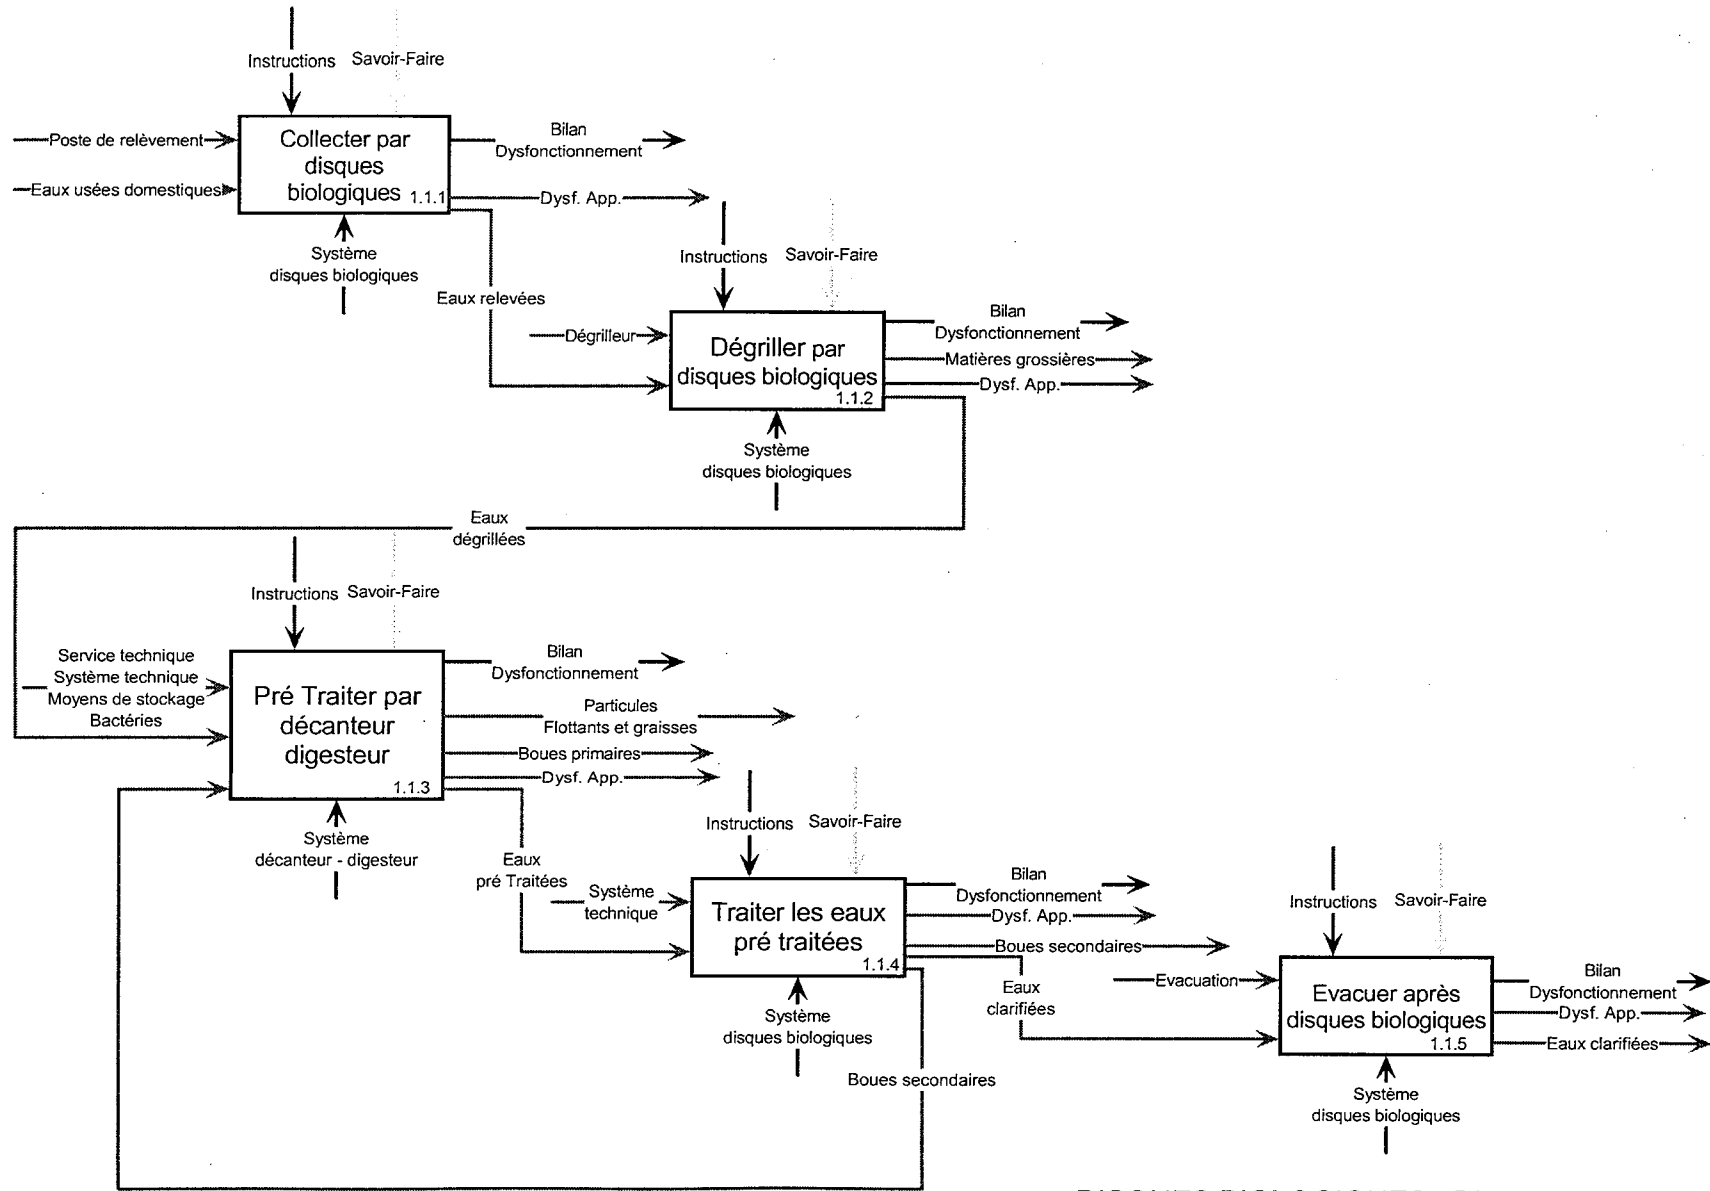 Instructions
Savoir-Faire
Poste de relèvement
Eaux usées domestiques
Collecter par
disques
biologiques
1.1.1
Bilan
Dysfonctionnement
Dysf. App.
Système
disques biologiques
Eaux relevées
Instructions
Savoir-Faire
Dégrilleur
Dégriller par
disques biologiques
1.1.2
Bilan
Dysfonctionnement
Matières grossières
Dysf. App.
Système
disques biologiques
Eaux
dégrillées
Instructions
Savoir-Faire
Service technique
Système technique
Moyens de stockage
Bactéries
Pré Traiter par
décanteur
digesteur
1.1.3
Bilan
Dysfonctionnement
Particules
Flottants et graisses
Boues primaires
Dysf. App.
Système
décanteur - digesteur
Eaux
pré Traitées
Instructions
Savoir-Faire
Système
technique
Traiter les eaux
pré traitées
1.1.4
Bilan
Dysfonctionnement
Dysf. App.
Boues secondaires
Eaux
clarifiées
Système
disques biologiques
Boues secondaires
Instructions
Savoir-Faire
Evacuation
Evacuer après
disques biologiques
1.1.5
Bilan
Dysfonctionnement
Dysf. App.
Eaux clarifiées
Système
disques biologiques